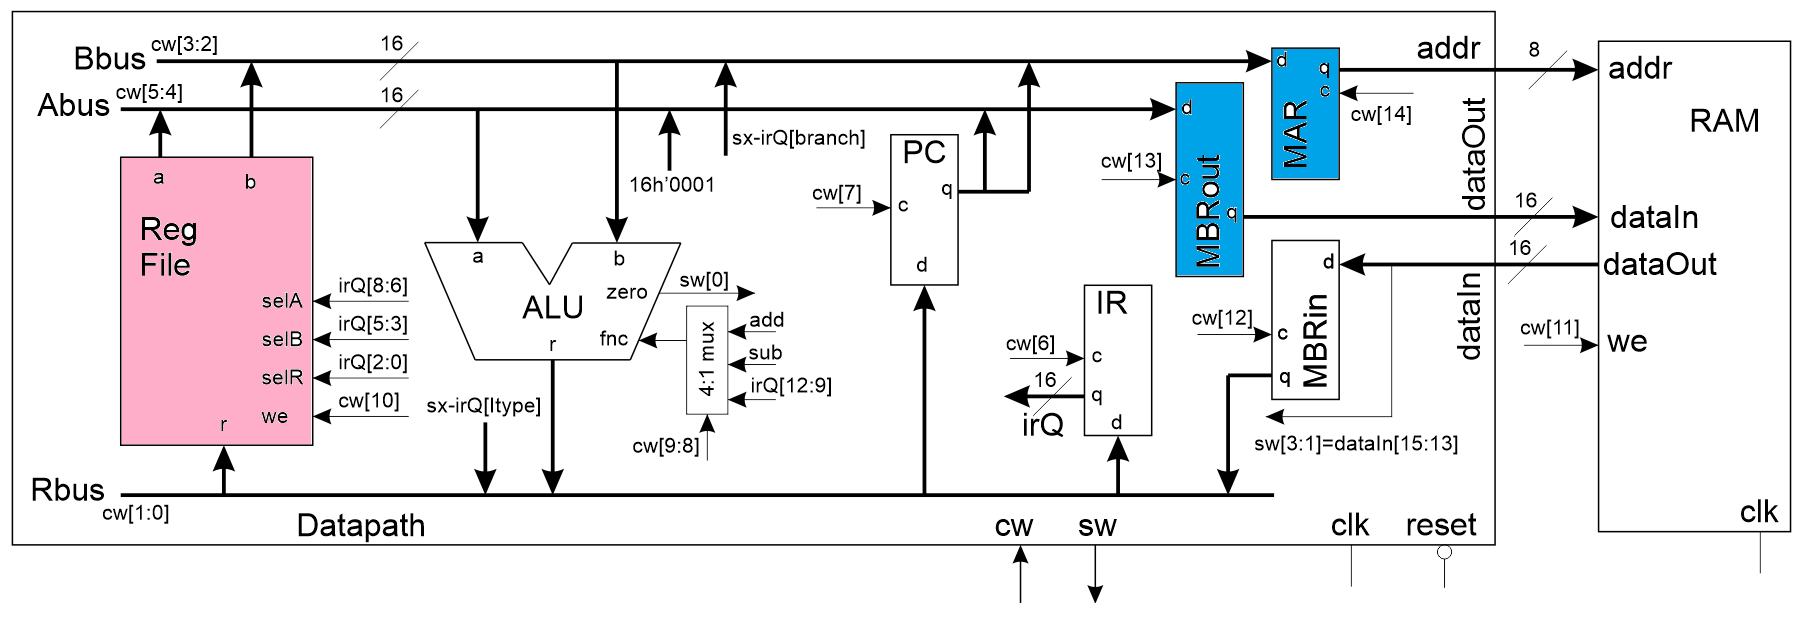 Bbus
cw[3:2]
16
Abus
cw[5:4]
16
a
b
Reg
File
selA
irQ[8:6]
selB
irQ[5:3]
selR
irQ[2:0]
we
cw[10]
r
Rbus
cw[1:0]
Datapath
a
b
ALU
zero
sw[0]
fnc
r
4:1 mux
add
sub
irQ[12:9]
cw[9:8]
sx-irQ[Itype]
16h'0001
sx-irQ[branch]
PC
cw[7]
c
q
d
IR
cw[6]
c
16
q
irQ
d
MBRout
d
cw[13]
c
q
MAR
d
q
c
cw[14]
MBRin
d
cw[12]
c
q
sw[3:1]=dataIn[15:13]
addr
8
dataOut
16
16
dataIn
cw
sw
clk
reset
addr
RAM
dataIn
dataOut
cw[11]
we
clk